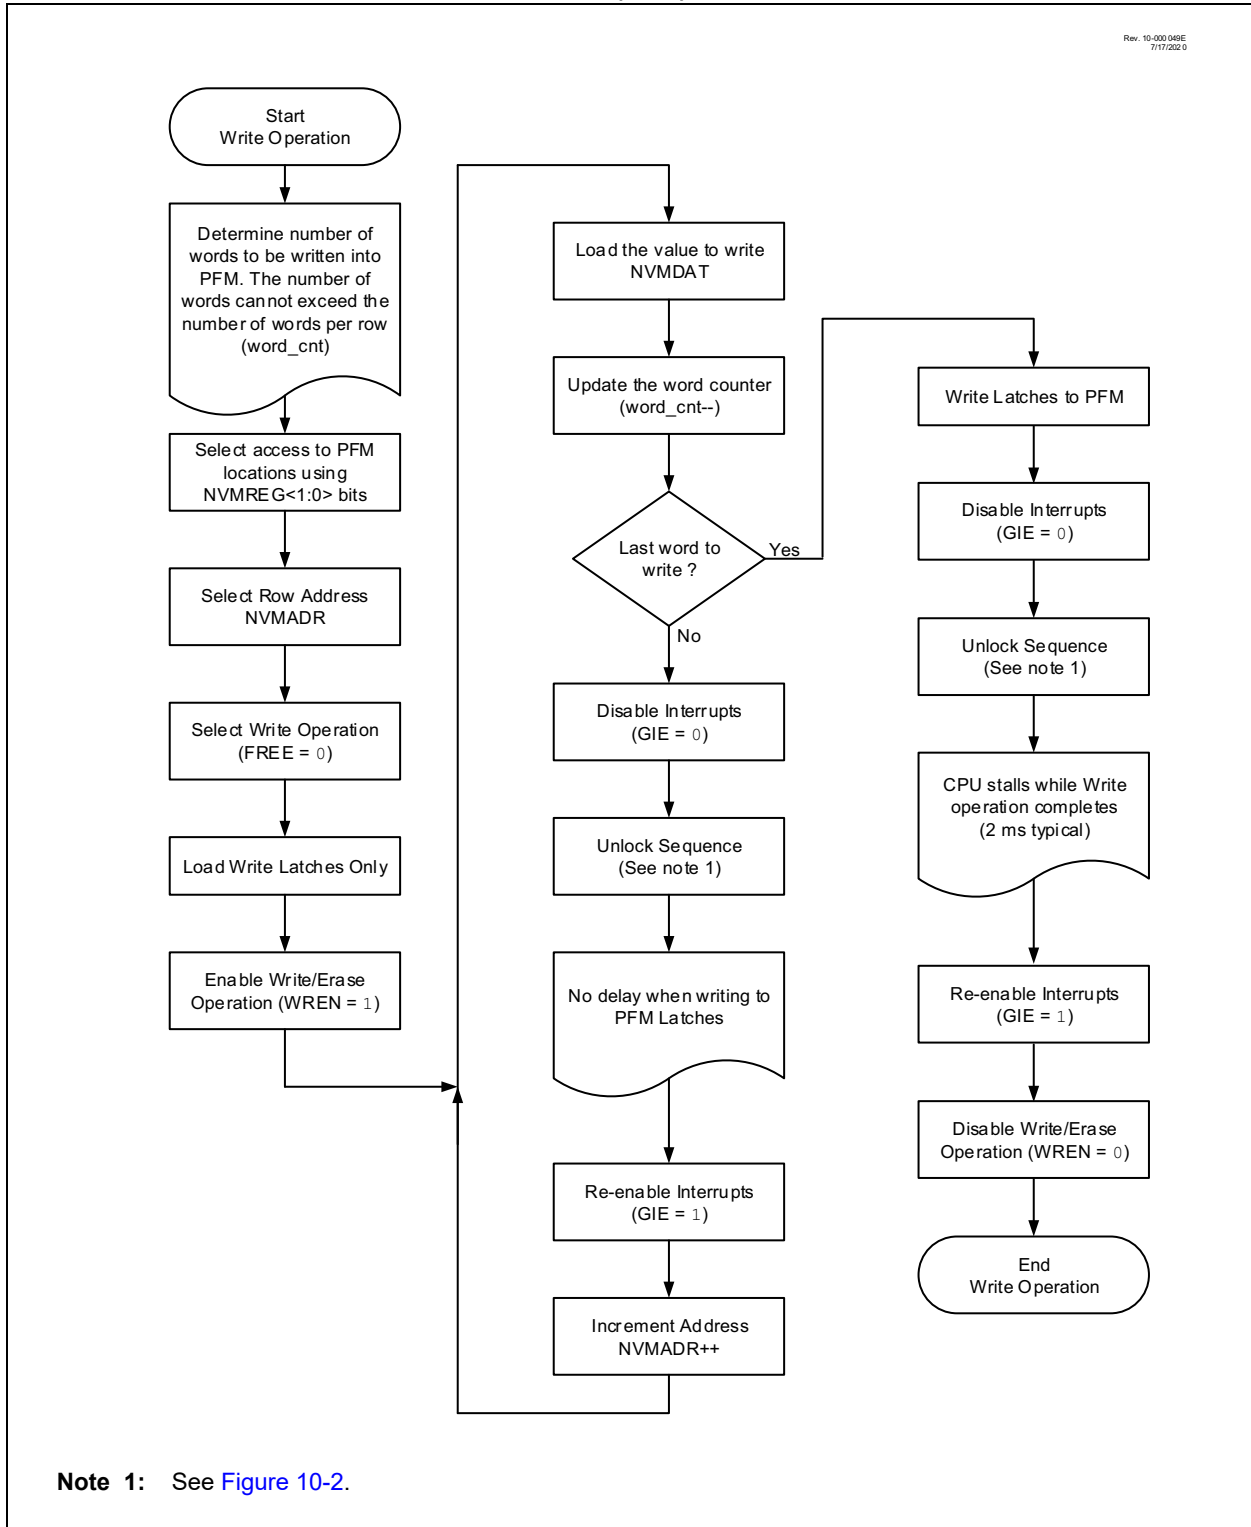 Rev. 10-000 049E
7/17/202 0
Start
Write Operation
Determine number of
words to be written into
PFM. The number of
words cannot exceed the
number of words per row
(word_cnt)
Select access to PFM
locations using
NVMREG<1:0> bits
Select Row Address
NVMADR
Select Write Operation
(FREE = 0)
Load Write Latches Only
Enable Write/Erase
Operation (WREN = 1)
Load the value to write
NVMDAT
Update the word counter
(word_cnt--)
Last word to
write ?
Yes
No
Disable Interrupts
(GIE = 0)
Unlock Sequence
(See note 1)
No delay when writing to
PFM Latches
Re-enable Interrupts
(GIE = 1)
Increment Address
NVMADR++
Write Latches to PFM
Disable Interrupts
(GIE = 0)
Unlock Sequence
(See note 1)
CPU stalls while Write
operation completes
(2 ms typical)
Re-enable Interrupts
(GIE = 1)
Disable Write/Erase
Operation (WREN = 0)
End
Write Operation
Note 1: See Figure 10-2.